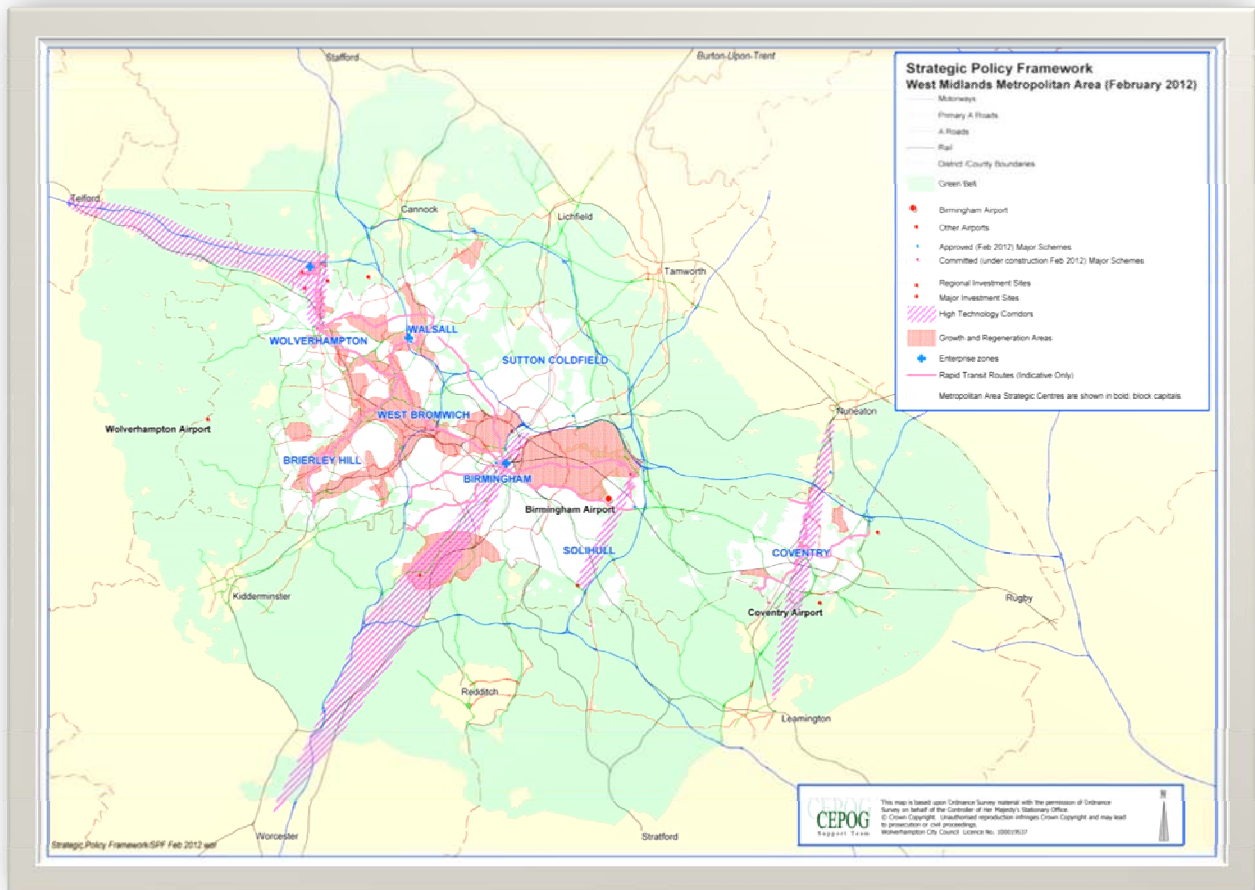 Stafford
Burton-Upon-Trent
Strategic Policy Framework
West Midlands Metropolitan Area (February 2012)
Motorways
Primary A Roads
A Roads
Rail
District /County Boundaries
Green Belt
Birmingham Airport
Other Airports
Approved (Feb 2012) Major Schemes
Committed (under construction Feb 2012) Major Schemes
Regional Investment Sites
Major Investment Sites
High Technology Corridors
Growth and Regeneration Areas
Enterprise zones
Rapid Transit Routes (Indicative Only)
Metropolitan Area Strategic Centres are shown in bold, block capitals
Telford
Cannock
Lichfield
Tamworth
WALSALL
WOLVERHAMPTON
SUTTON COLDFIELD
Nuneaton
WEST BROMWICH
Wolverhampton Airport
BRIERLEY HILL
BIRMINGHAM
Birmingham Airport
SOLIHULL
COVENTRY
Kidderminster
Rugby
Coventry Airport
Redditch
Leamington
Worcester
Stratford
Strategic Policy Framework/SPF Feb 2012.wor
CEPOG
Support Team
This map is based upon Ordnance Survey material with the permission of Ordnance
Survey on behalf of the Controller of Her Majesty's Stationary Office.
© Crown Copyright. Unauthorised reproduction infringes Crown Copyright and may lead
to prosecution or civil proceedings.
Wolverhampton City Council Licence No.
N